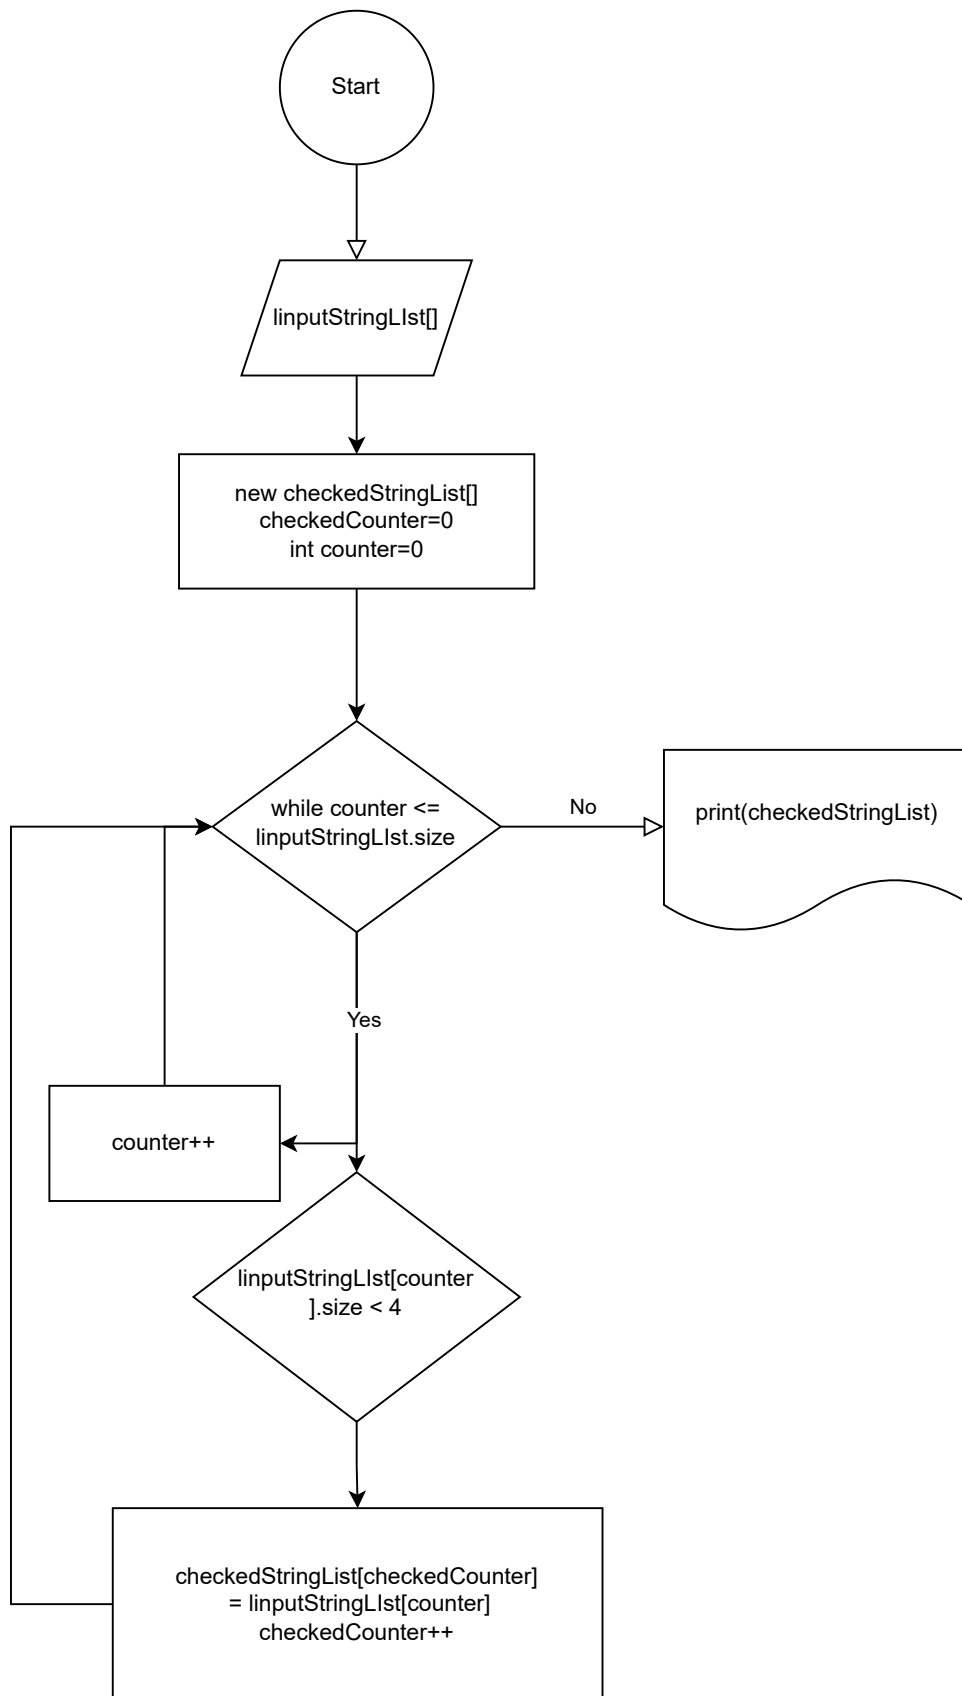 Start
linputStringLIst[]
new checkedStringList[]
checkedCounter=0
int counter=0
while counter <=
linputStringLIst.size
No
print(checkedStringList)
Yes
counter++
linputStringLIst[counter
].size < 4
checkedStringList[checkedCounter]
= linputStringLIst[counter]
checkedCounter++